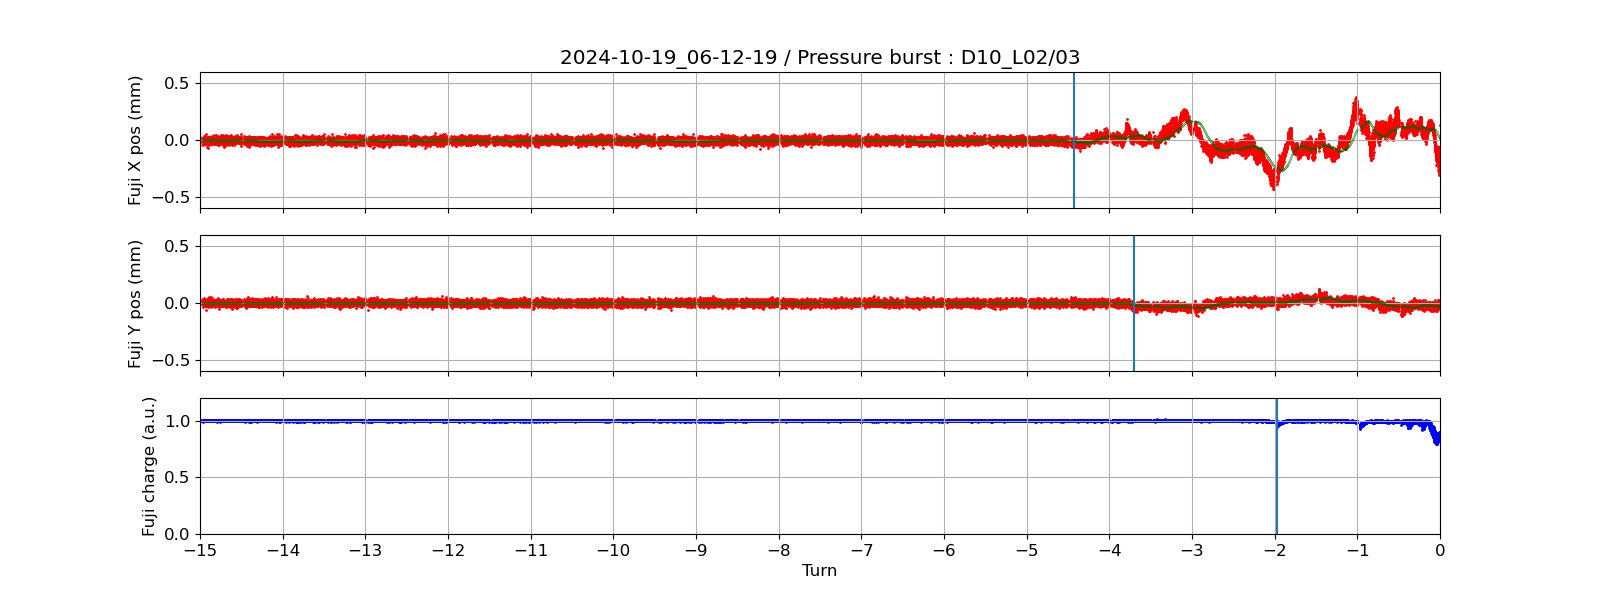 2024-10-19_06-12-19 / Pressure burst : D10_L02/03
Fuji X pos (mm)
0.5
0.0
−0.5
Fuji Y pos (mm)
0.5
0.0
−0.5
Fuji charge (a.u.)
1.0
0.5
0.0
−15 −14 −13 −12 −11 −10 −9 −8 −7 −6 −5 −4 −3 −2 −1 0
Turn